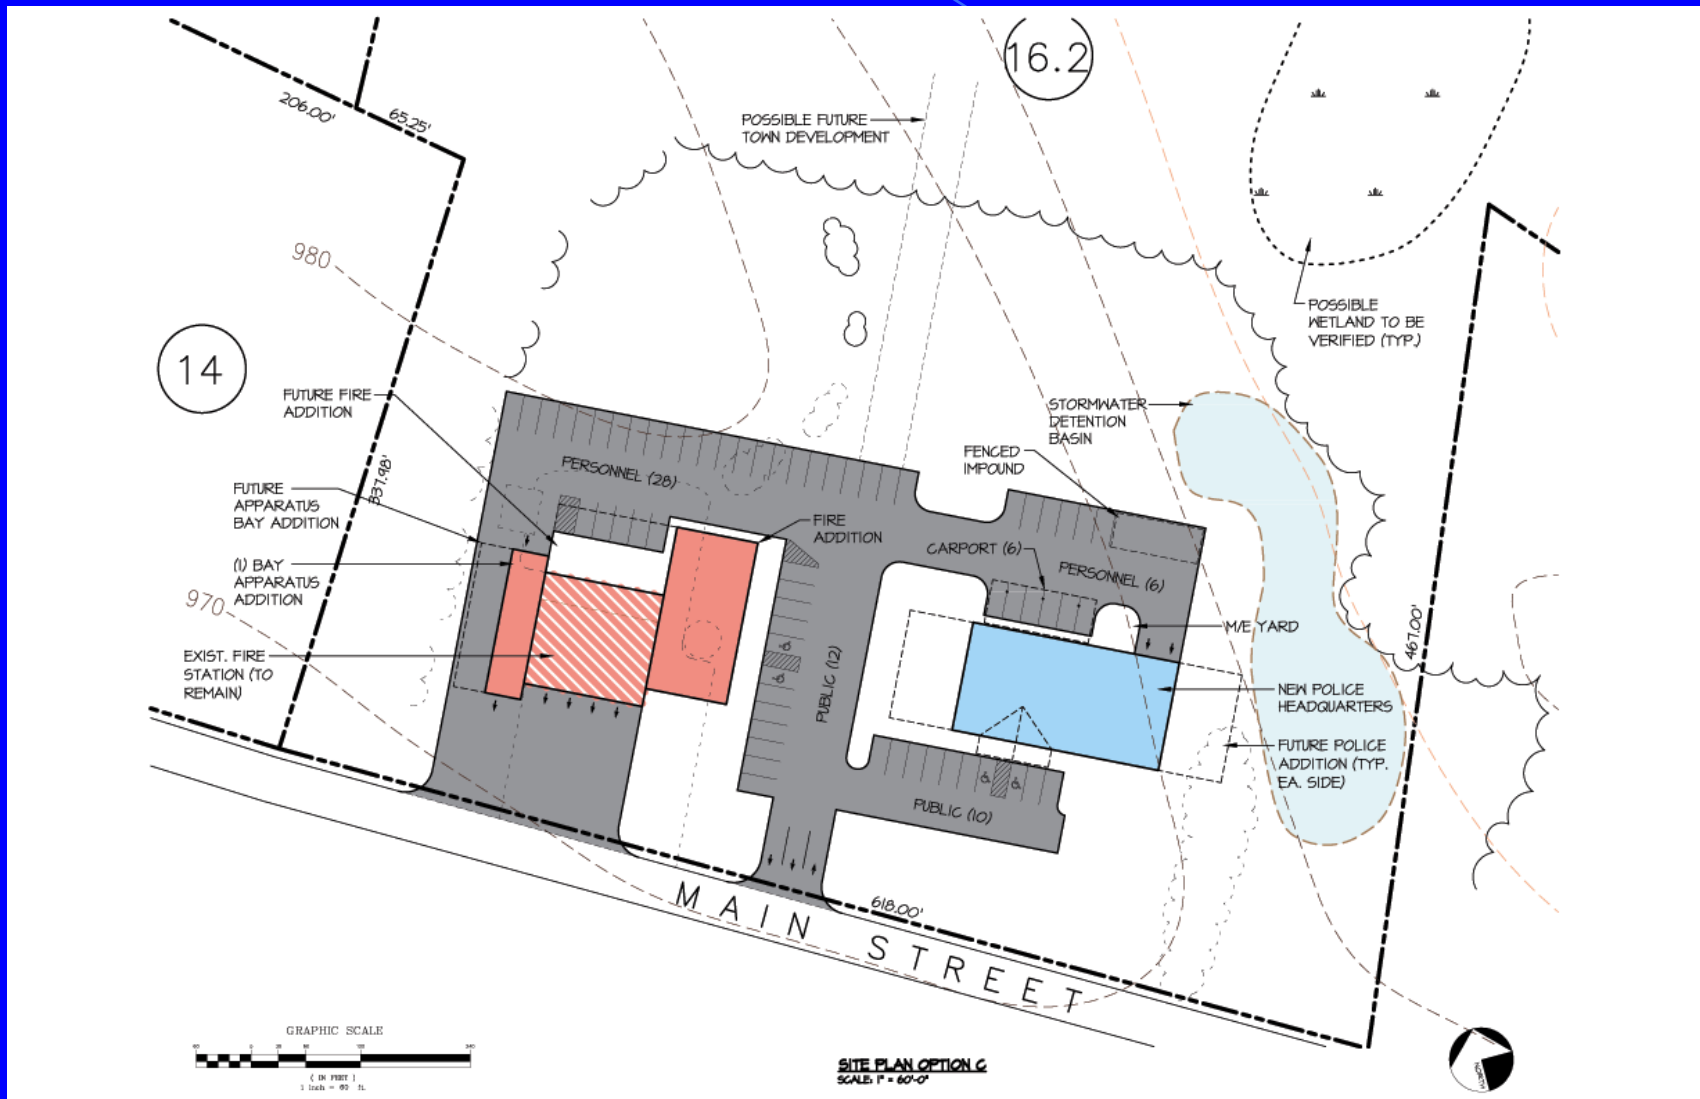 16.2
206.00'
65.25'
POSSIBLE FUTURE
TOWN DEVELOPMENT
980
POSSIBLE
WETLAND TO BE
VERIFIED (TYP.)
14
FUTURE FIRE
ADDITION
STORMWATER
DETENTION
BASIN
FENCED
IMPOUND
337.98'
PERSONNEL (28)
FUTURE
APPARATUS
BAY ADDITION
FIRE
ADDITION
CARPORT (6)
PERSONNEL (6)
(1) BAY
APPARATUS
ADDITION
970
M/E YARD
467.00'
EXIST. FIRE
STATION (TO
REMAIN)
PUBLIC (12)
NEW POLICE
HEADQUARTERS
FUTURE POLICE
ADDITION (TYP.
EA. SIDE)
PUBLIC (10)
618.00'
MAIN STREET
GRAPHIC SCALE
( IN FEET )
1 inch = 60 ft.
SITE PLAN OPTION C
SCALE: 1" = 60'-0"
NORTH